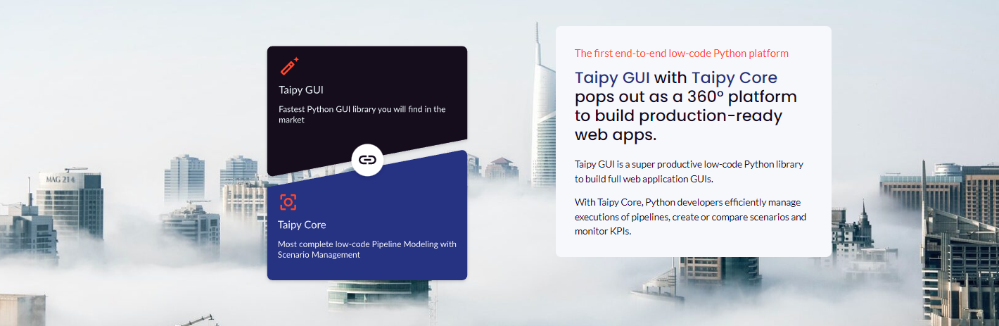 Taipy GUI
Fastest Python GUI library you will find in the
market
Taipy Core
Most complete low-code Pipeline Modeling with
Scenario Management
The first end-to-end low-code Python platform
Taipy GUI with Taipy Core
pops out as a 360° platform
to build production-ready
web apps.
Taipy GUI is a super productive low-code Python library
to build full web application GUIs.
With Taipy Core, Python developers efficiently manage
executions of pipelines, create or compare scenarios and
monitor KPIs.
MAG 214